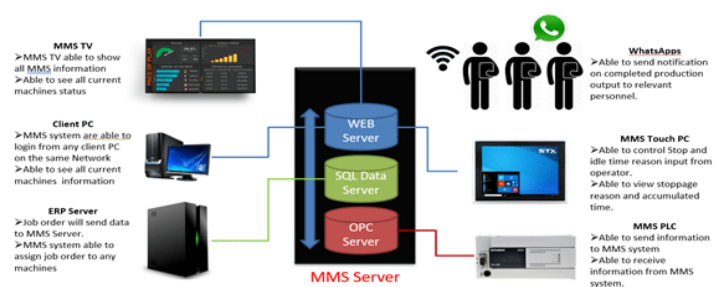 MMS TV
➢MMS TV able to show
all MMS information
➢Able to see all current
machines status
Client PC
➢MMS system are able to
login from any client PC
on the same Network
➢Able to see all current
machines information
ERP Server
➢Job order will send data
to MMS Server.
➢MMS system able to
assign job order to any
machines
WEB
Server
SQL Data
Server
OPC
Server
MMS Server
WhatsApps
➢Able to send notification
on completed production
output to relevant
personnel.
STX
MMS Touch PC
➢Able to control Stop and
idle time reason input from
operator.
➢Able to view stoppage
reason and accumulated
time.
MMS PLC
➢Able to send information
to MMS system
➢Able to receive
information from MMS
system.